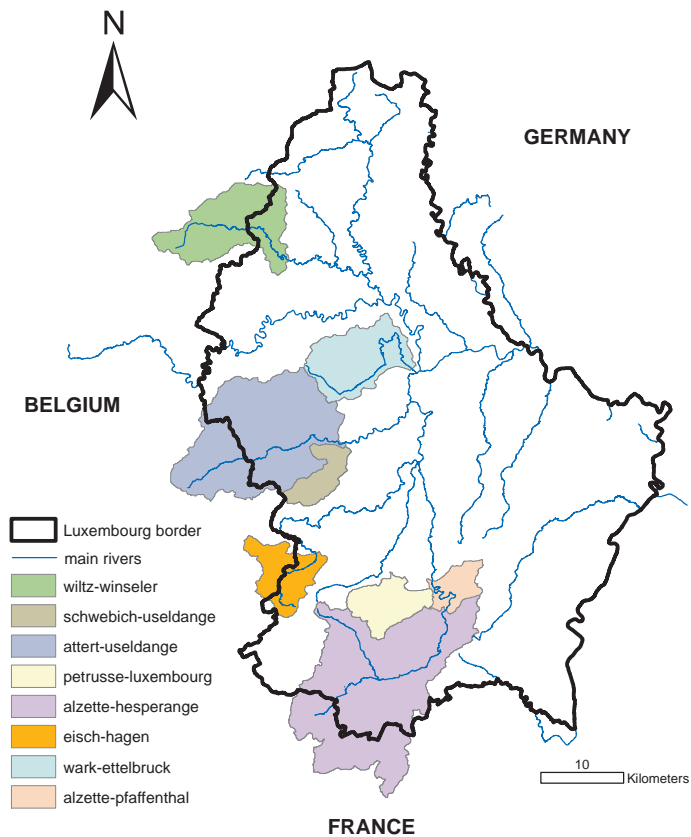 N
GERMANY
BELGIUM
Luxembourg border
main rivers
wiltz-winseler
schwebich-useldange
attert-useldange
petrusse-luxembourg
alzette-hesperange
eisch-hagen
wark-ettelbruck
alzette-pfaffenthal
10
Kilometers
FRANCE